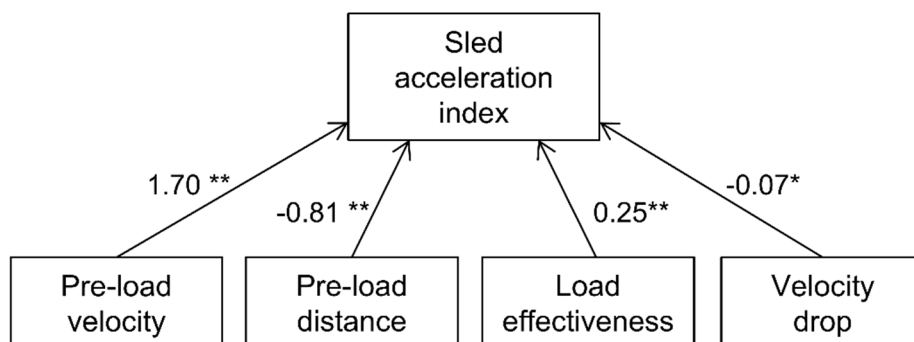 Sled
acceleration
index
1.70 **
-0.81 **
0.25**
-0.07*
Pre-load
velocity
Pre-load
distance
Load
effectiveness
Velocity
drop